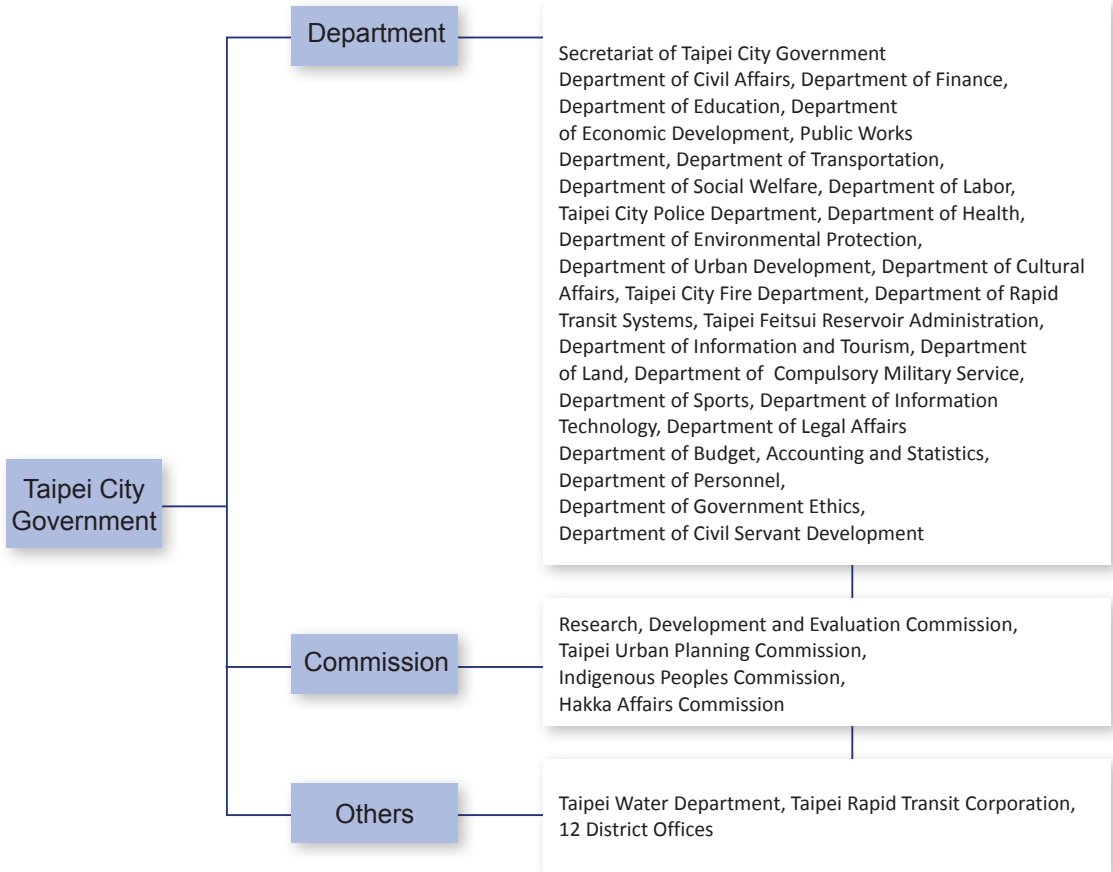 Department
Secretariat of Taipei City Government
Department of Civil Affairs, Department of Finance,
Department of Education, Department
of Economic Development, Public Works
Department, Department of Transportation,
Department of Social Welfare, Department of Labor,
Taipei City Police Department, Department of Health,
Department of Environmental Protection,
Department of Urban Development, Department of Cultural
Affairs, Taipei City Fire Department, Department of Rapid
Transit Systems, Taipei Feitsui Reservoir Administration,
Department of Information and Tourism, Department
of Land, Department of  Compulsory Military Service,
Department of Sports, Department of Information
Technology, Department of Legal Affairs
Department of Budget, Accounting and Statistics,
Department of Personnel,
Department of Government Ethics,
Department of Civil Servant Development
Taipei City
Government
Commission
Research, Development and Evaluation Commission,
Taipei Urban Planning Commission,
Indigenous Peoples Commission,
Hakka Affairs Commission
Others
Taipei Water Department, Taipei Rapid Transit Corporation,
12 District Offices